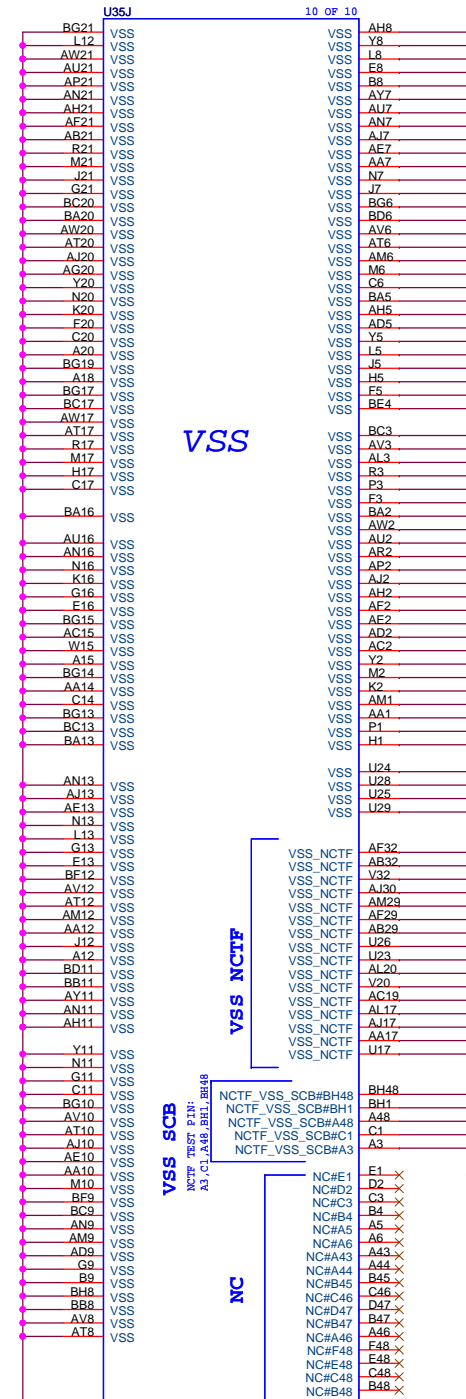 U35J
10 OF 10
BG21 VSS
L12 VSS
AW21 VSS
AU21 VSS
AP21 VSS
AN21 VSS
AH21 VSS
AF21 VSS
AB21 VSS
R21 VSS
M21 VSS
J21 VSS
G21 VSS
BC20 VSS
BA20 VSS
AW20 VSS
AT20 VSS
AJ20 VSS
AG20 VSS
Y20 VSS
N20 VSS
K20 VSS
F20 VSS
C20 VSS
A20 VSS
BG19 VSS
A18 VSS
BG17 VSS
BC17 VSS
AW17 VSS
AT17 VSS
R17 VSS
M17 VSS
H17 VSS
C17 VSS
BA16 VSS
AU16 VSS
AN16 VSS
N16 VSS
K16 VSS
G16 VSS
E16 VSS
BG15 VSS
AC15 VSS
W15 VSS
A15 VSS
BG14 VSS
AA14 VSS
C14 VSS
BG13 VSS
BC13 VSS
BA13 VSS
AN13 VSS
AJ13 VSS
AE13 VSS
N13 VSS
L13 VSS
G13 VSS
E13 VSS
BF12 VSS
AV12 VSS
AT12 VSS
AM12 VSS
AA12 VSS
J12 VSS
A12 VSS
BD11 VSS
BB11 VSS
AY11 VSS
AN11 VSS
AH11 VSS
Y11 VSS
N11 VSS
G11 VSS
C11 VSS
BG10 VSS
AV10 VSS
AT10 VSS
AJ10 VSS
AE10 VSS
AA10 VSS
M10 VSS
BF9 VSS
BC9 VSS
AN9 VSS
AM9 VSS
AD9 VSS
G9 VSS
B9 VSS
BH8 VSS
BB8 VSS
AV8 VSS
AT8 VSS
VSS
VSS NCTF
VSS SCB
NCTF TEST PIN:
A3,C1,A48,BH1,BH48
NC
VSS AH8
VSS Y8
VSS L8
VSS E8
VSS B8
VSS AY7
VSS AU7
VSS AN7
VSS AJ7
VSS AE7
VSS AA7
VSS N7
VSS J7
VSS BG6
VSS BD6
VSS AV6
VSS AT6
VSS AM6
VSS M6
VSS C6
VSS BA5
VSS AH5
VSS AD5
VSS Y5
VSS L5
VSS J5
VSS H5
VSS F5
VSS BE4
VSS BC3
VSS AV3
VSS AL3
VSS R3
VSS P3
VSS F3
VSS BA2
VSS AW2
VSS AU2
VSS AR2
VSS AP2
VSS AJ2
VSS AH2
VSS AF2
VSS AE2
VSS AD2
VSS AC2
VSS Y2
VSS M2
VSS K2
VSS AM1
VSS AA1
VSS P1
VSS H1
VSS U24
VSS U28
VSS U25
VSS U29
VSS_NCTF AF32
VSS_NCTF AB32
VSS_NCTF V32
VSS_NCTF AJ30
VSS_NCTF AM29
VSS_NCTF AF29
VSS_NCTF AB29
VSS_NCTF U26
VSS_NCTF U23
VSS_NCTF AL20
VSS_NCTF V20
VSS_NCTF AC19
VSS_NCTF AL17
VSS_NCTF AJ17
VSS_NCTF AA17
VSS_NCTF U17
NCTF_VSS_SCB#BH48 BH48
NCTF_VSS_SCB#BH1 BH1
NCTF_VSS_SCB#A48 A48
NCTF_VSS_SCB#C1 C1
NCTF_VSS_SCB#A3 A3
NC#E1 E1
NC#D2 D2
NC#C3 C3
NC#B4 B4
NC#A5 A5
NC#A6 A6
NC#A43 A43
NC#A44 A44
NC#B45 B45
NC#C46 C46
NC#D47 D47
NC#B47 B47
NC#A46 A46
NC#F48 F48
NC#E48 E48
NC#C48 C48
NC#B48 B48